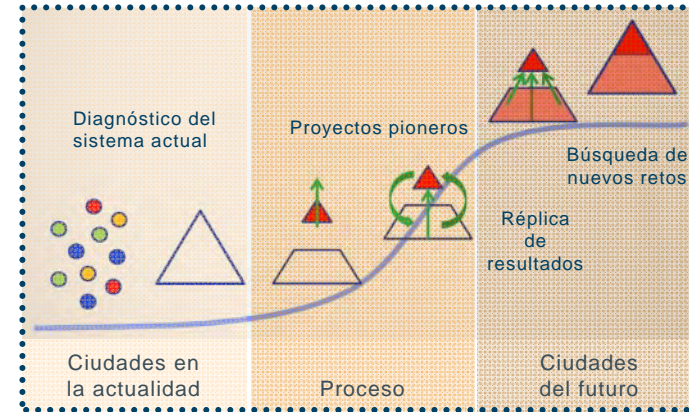 Diagnóstico del
sistema actual
Proyectos pioneros
Búsqueda de
nuevos retos
Réplica
de
resultados
Ciudades en
la actualidad
Proceso
Ciudades
del futuro